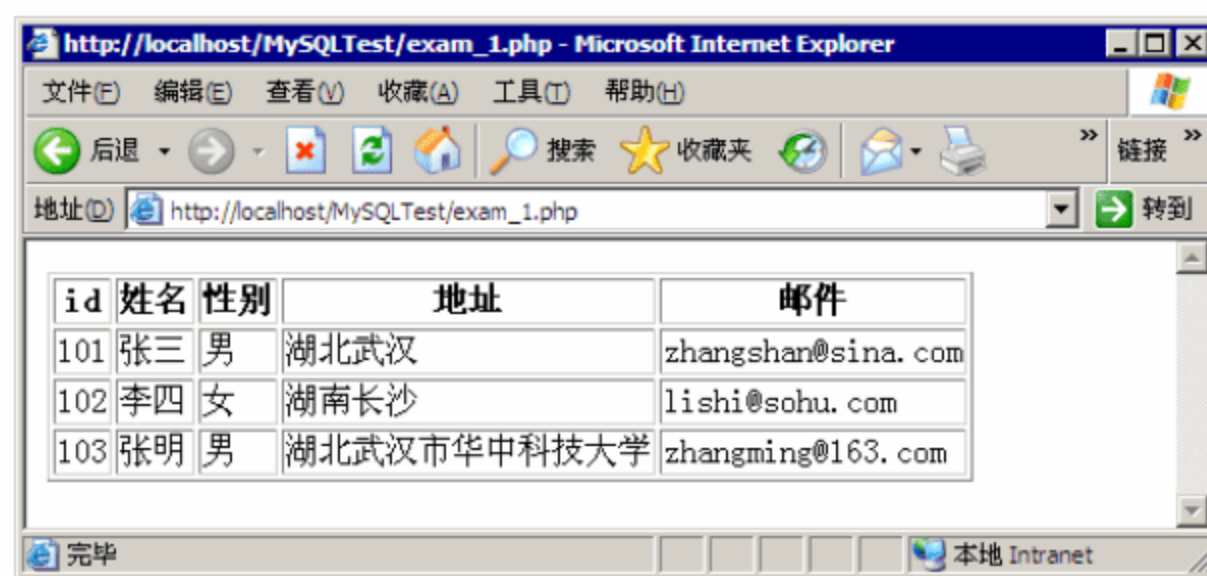 http://localhost/MySQLTest/exam_1.php - Microsoft Internet Explorer
文件(F) 编辑(E) 查看(V) 收藏(A) 工具(T) 帮助(H)
后退 搜索 收藏夹 » 链接 »
地址(D) http://localhost/MySQLTest/exam_1.php 转到
id 姓名 性别 地址 邮件
101 张三 男 湖北武汉 zhangshan@sina.com
102 李四 女 湖南长沙 lishi@sohu.com
103 张明 男 湖北武汉市华中科技大学 zhangming@163.com
完毕 本地 Intranet